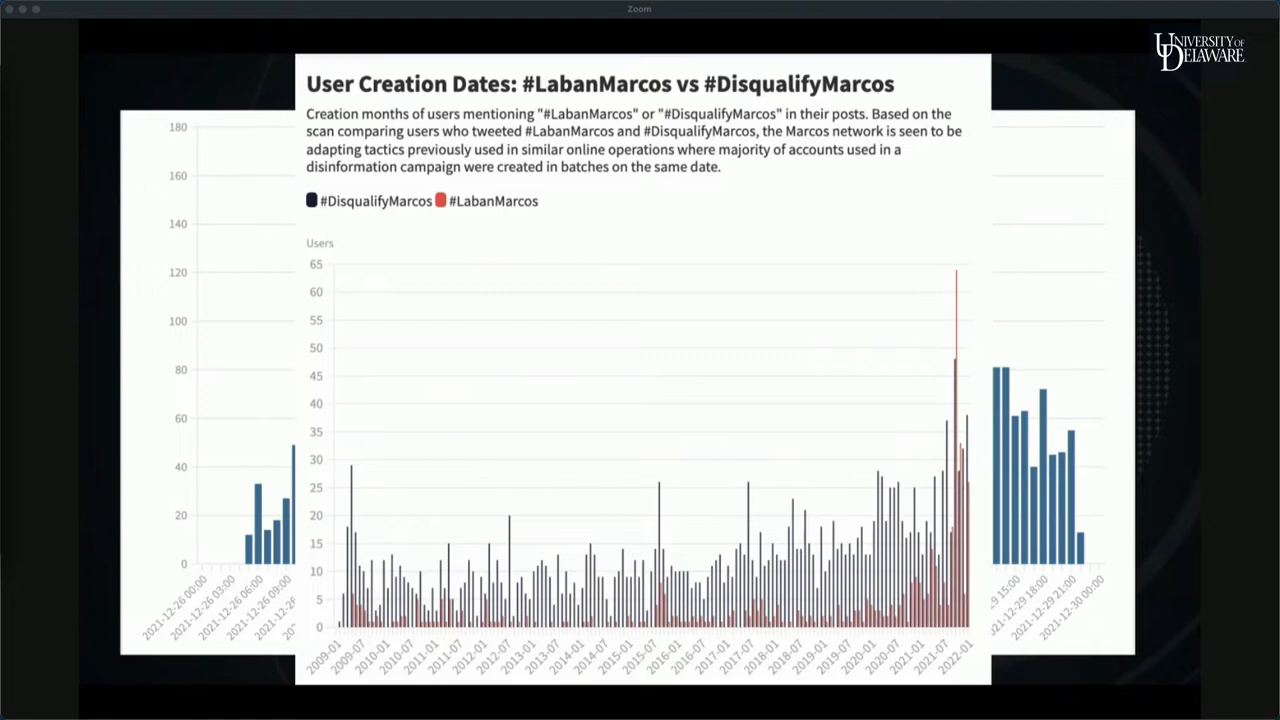 Zoom
UNIVERSITY OF
DELAWARE
User Creation Dates: #LabanMarcos vs #DisqualifyMarcos
Creation months of users mentioning "#LabanMarcos" or "#DisqualifyMarcos" in their posts. Based on the
scan comparing users who tweeted #LabanMarcos and #DisqualifyMarcos, the Marcos network is seen to be
adapting tactics previously used in similar online operations where majority of accounts used in a
disinformation campaign were created in batches on the same date.
#DisqualifyMarcos #LabanMarcos
Users
65
60
55
50
45
40
35
30
25
20
15
10
5
0
2009-01 2009-07 2010-01 2010-07 2011-01 2011-07 2012-01 2012-07 2013-01 2013-07 2014-01 2014-07 2015-01 2015-07 2016-01 2016-07 2017-01 2017-07 2018-01 2018-07 2019-01 2019-07 2020-01 2020-07 2021-01 2021-07 2022-01
180
160
140
120
100
80
60
40
20
0
2021-12-26 00:00 2021-12-26 03:00 2021-12-26 06:00 2021-12-26 09:00
29 15:00 2021-12-29 18:00 2021-12-29 21:00 2021-12-30 00:00